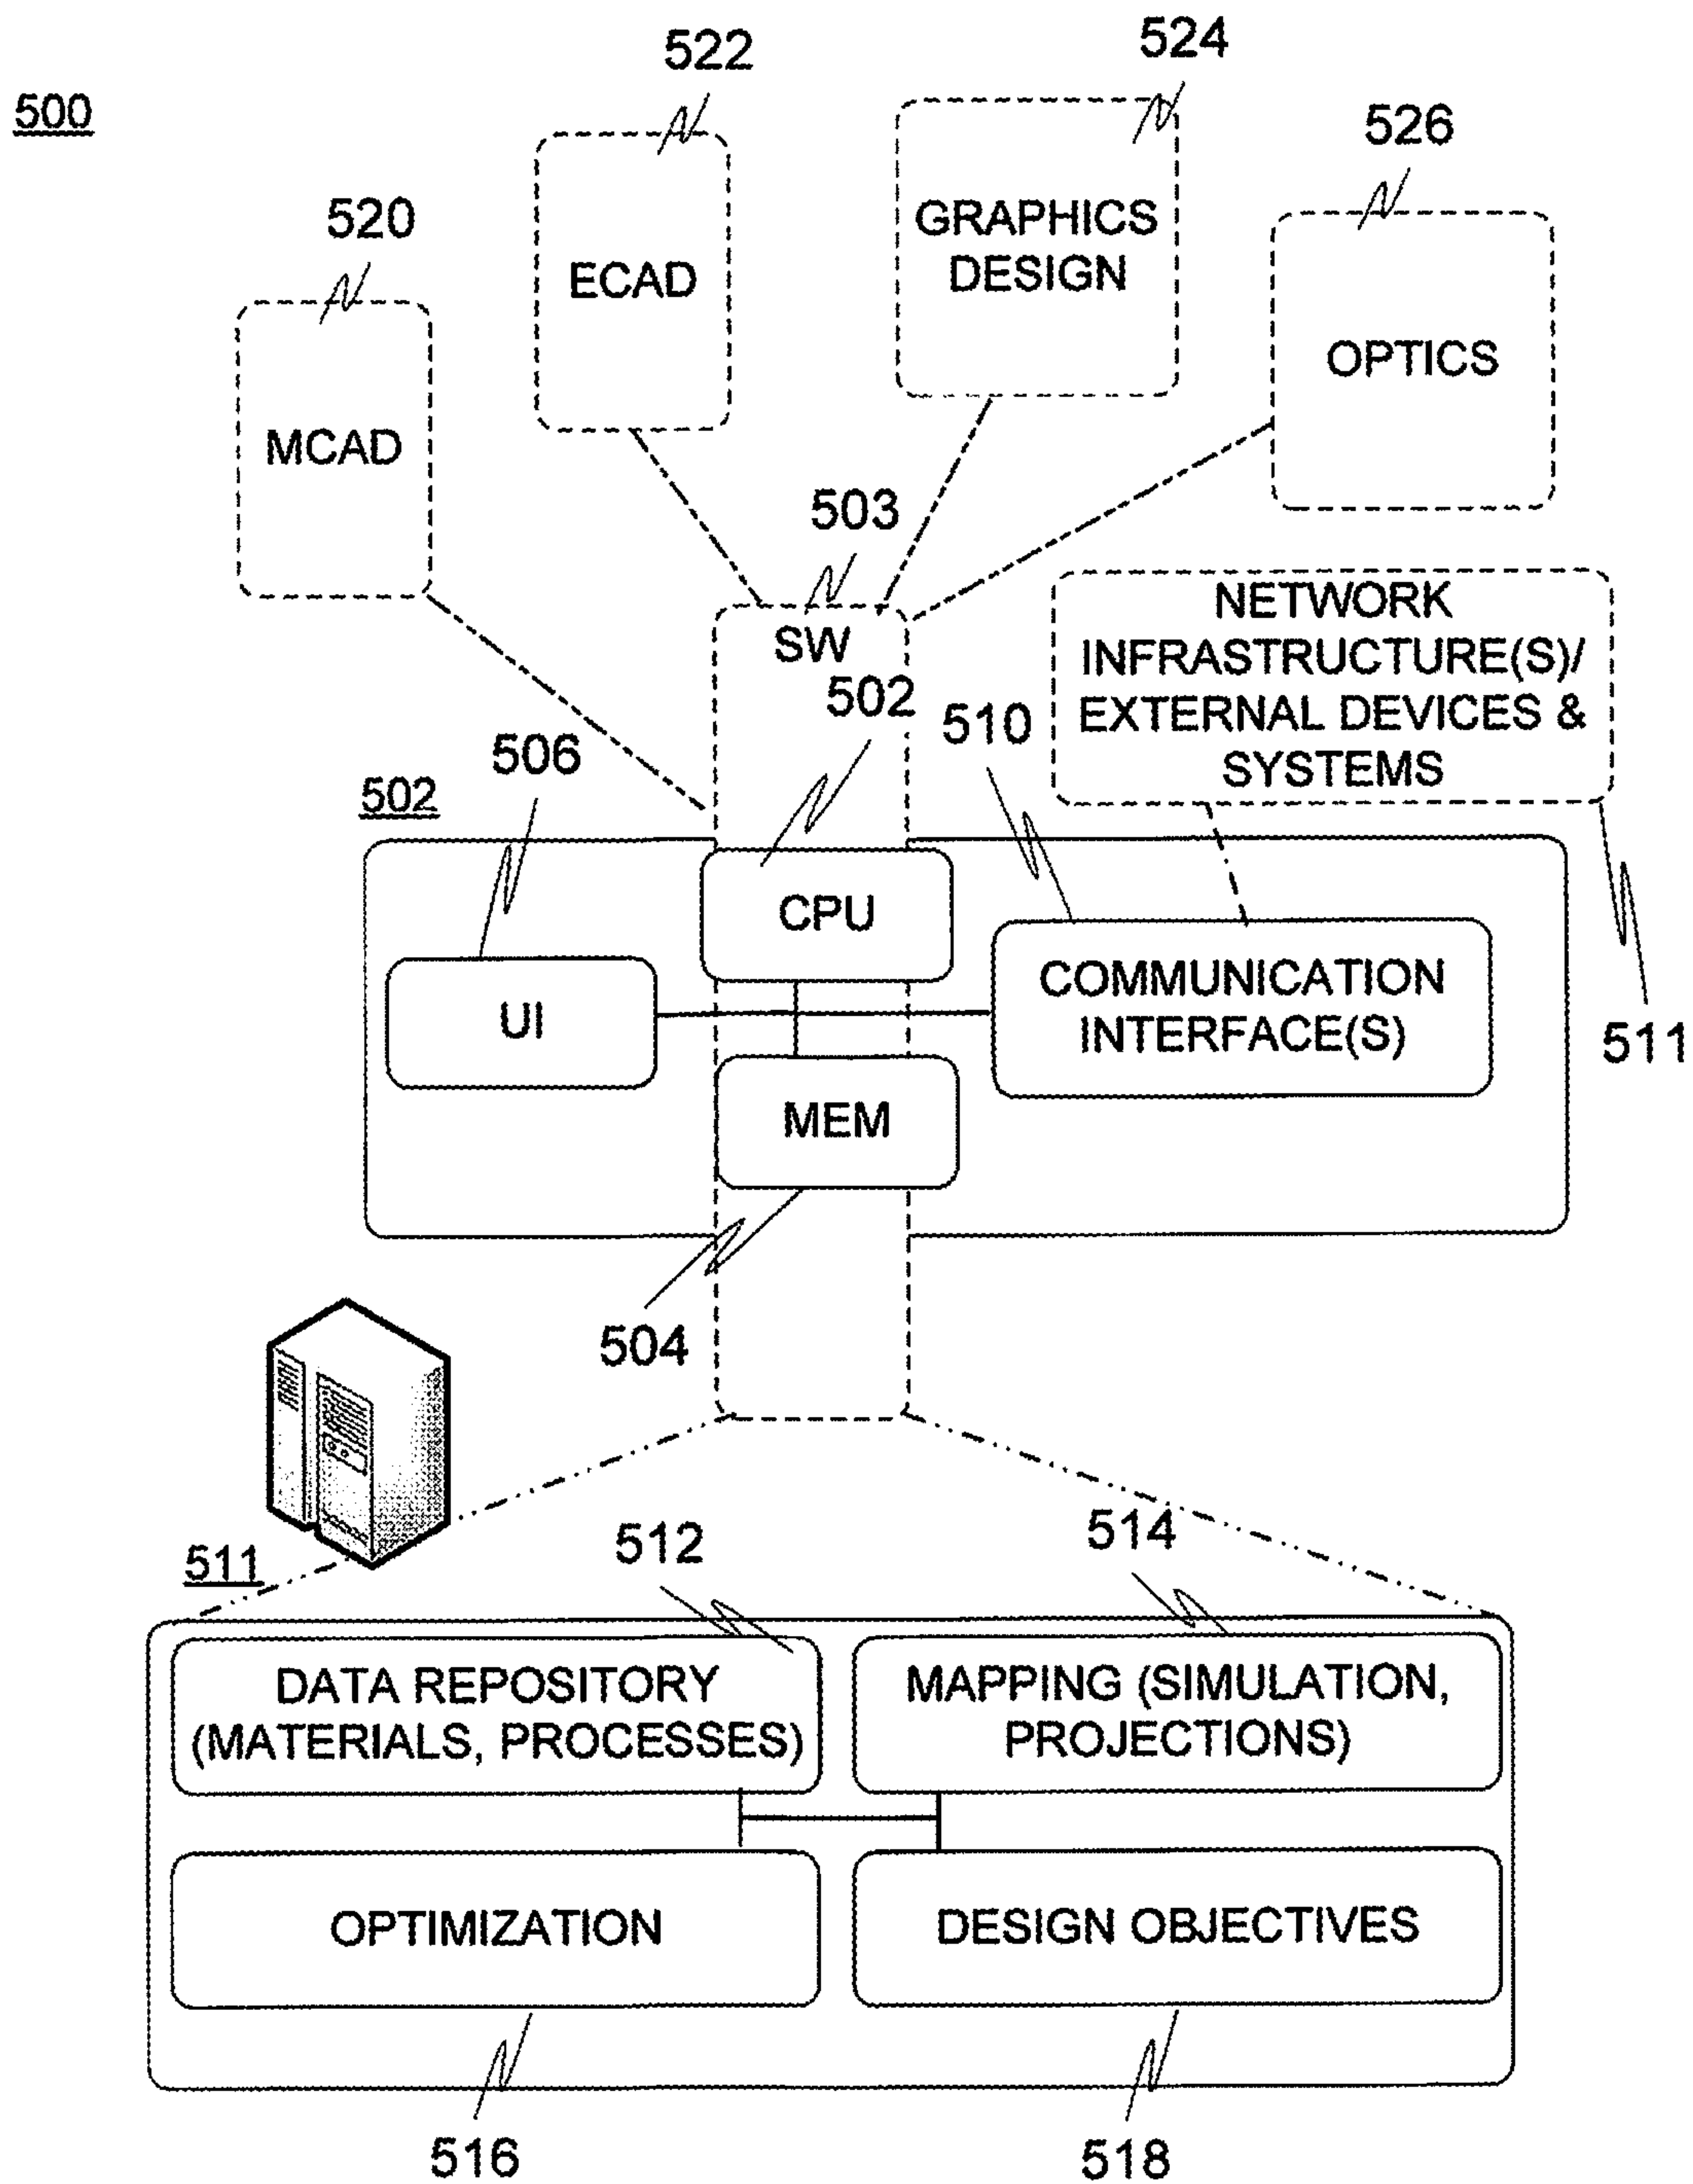 524
522
500
526
520
GRAPHICS
DESIGN
ECAD
OPTICS
MCAD
503
NETWORK
INFRASTRUCTURE(S)/
EXTERNAL DEVICES &
SYSTEMS
SW
502
510
506
502
CPU
COMMUNICATION
INTERFACE(S)
UI
511
MEM
504
512
514
511
DATA REPOSITORY
(MATERIALS, PROCESSES)
MAPPING (SIMULATION,
PROJECTIONS)
OPTIMIZATION
DESIGN OBJECTIVES
516
518